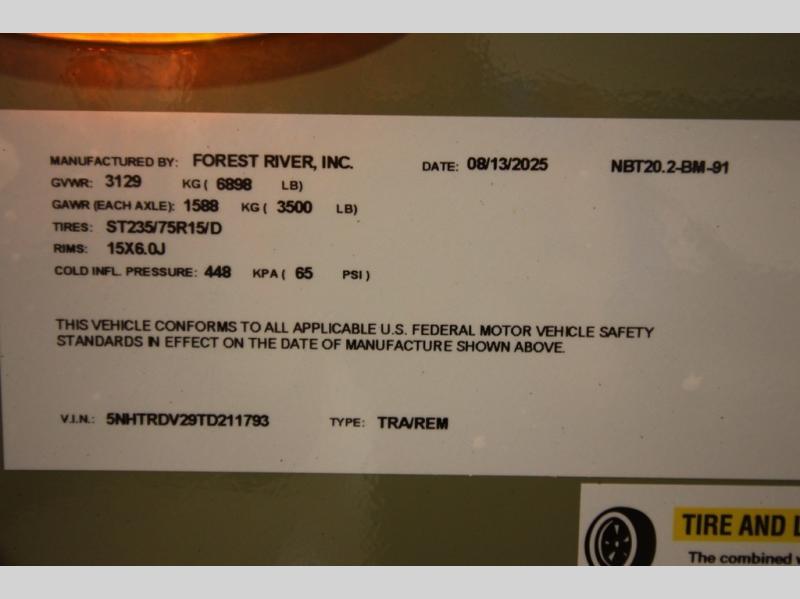 MANUFACTURED BY: FOREST RIVER, INC. DATE: 08/13/2025 NBT20.2-BM-91
GVWR: 3129 KG ( 6898 LB)
GAWR (EACH AXLE): 1588 KG ( 3500 LB)
TIRES: ST235/75R15/D
RIMS: 15X6.0J
COLD INFL. PRESSURE: 448 KPA ( 65 PSI )
THIS VEHICLE CONFORMS TO ALL APPLICABLE U.S. FEDERAL MOTOR VEHICLE SAFETY
STANDARDS IN EFFECT ON THE DATE OF MANUFACTURE SHOWN ABOVE.
V.I.N.: 5NHTRDV29TD211793 TYPE: TRA/REM
TIRE AND L
The combined